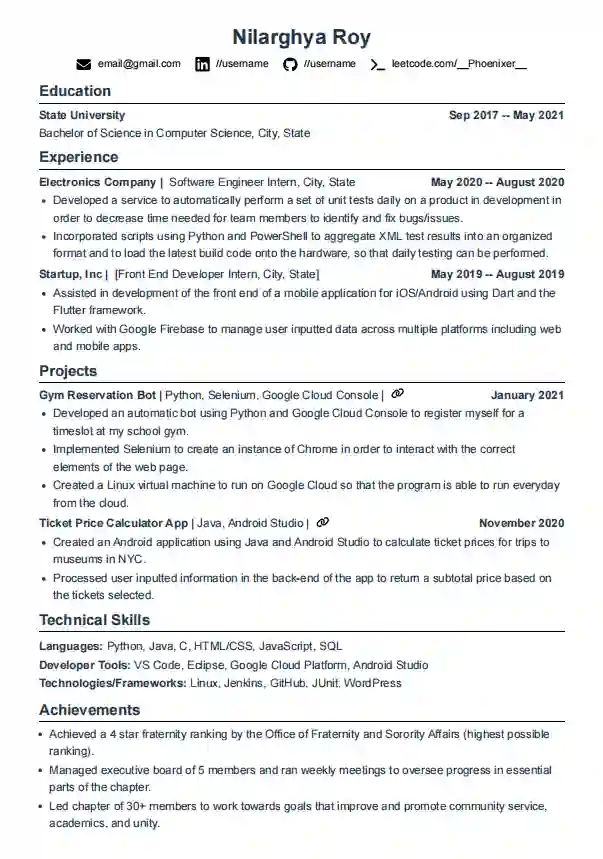 Nilarghya Roy
email@gmail.com //username //username leetcode.com/__Phoenixer__
Education
State University Sep 2017 -- May 2021
Bachelor of Science in Computer Science, City, State
Experience
Electronics Company | Software Engineer Intern, City, State May 2020 -- August 2020
• Developed a service to automatically perform a set of unit tests daily on a product in development in
order to decrease time needed for team members to identify and fix bugs/issues.
• Incorporated scripts using Python and PowerShell to aggregate XML test results into an organized
format and to load the latest build code onto the hardware, so that daily testing can be performed.
Startup, Inc | [Front End Developer Intern, City, State] May 2019 -- August 2019
• Assisted in development of the front end of a mobile application for iOS/Android using Dart and the
Flutter framework.
• Worked with Google Firebase to manage user inputted data across multiple platforms including web
and mobile apps.
Projects
Gym Reservation Bot | Python, Selenium, Google Cloud Console | January 2021
• Developed an automatic bot using Python and Google Cloud Console to register myself for a
timeslot at my school gym.
• Implemented Selenium to create an instance of Chrome in order to interact with the correct
elements of the web page.
• Created a Linux virtual machine to run on Google Cloud so that the program is able to run everyday
from the cloud.
Ticket Price Calculator App | Java, Android Studio | November 2020
• Created an Android application using Java and Android Studio to calculate ticket prices for trips to
museums in NYC.
• Processed user inputted information in the back-end of the app to return a subtotal price based on
the tickets selected.
Technical Skills
Languages: Python, Java, C, HTML/CSS, JavaScript, SQL
Developer Tools: VS Code, Eclipse, Google Cloud Platform, Android Studio
Technologies/Frameworks: Linux, Jenkins, GitHub, JUnit, WordPress
Achievements
• Achieved a 4 star fraternity ranking by the Office of Fraternity and Sorority Affairs (highest possible
ranking).
• Managed executive board of 5 members and ran weekly meetings to oversee progress in essential
parts of the chapter.
• Led chapter of 30+ members to work towards goals that improve and promote community service,
academics, and unity.